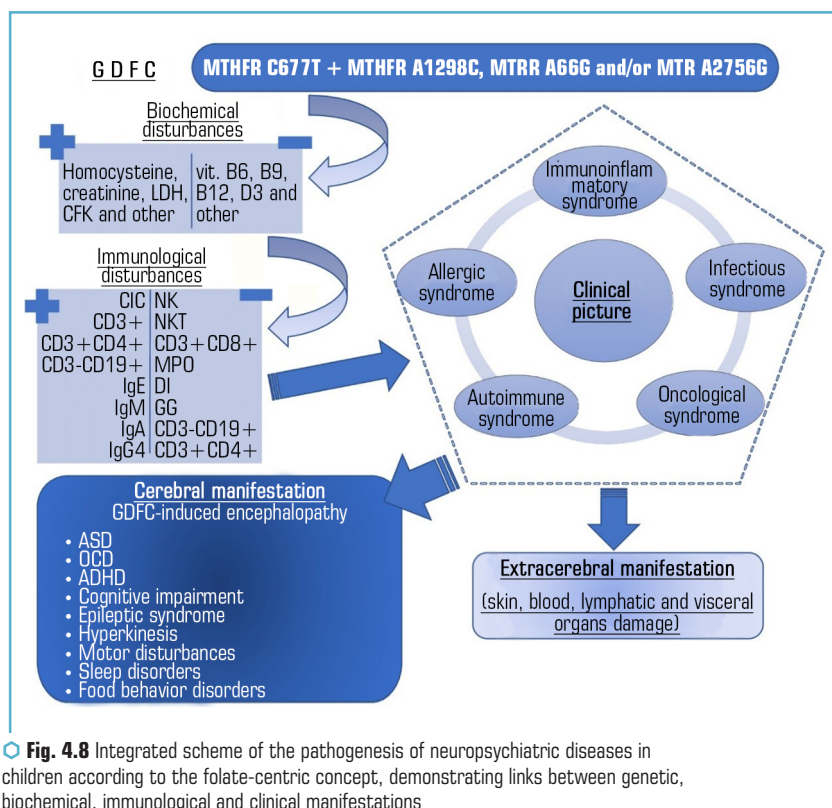 GDFC
MTHFR C677T + MTHFR A1298C, MTRR A66G and/or MTR A2756G
Biochemical
disturbances
+
–
Homocysteine,
creatinine, LDH,
CFK and other
vit. B6, B9,
B12, D3 and
other
Immunological
disturbances
+
–
CIC
CD3+
CD3+CD4+
CD3-CD19+
IgE
IgM
IgA
IgG4
NK
NKT
CD3+CD8+
MPO
DI
GG
CD3-CD19+
CD3+CD4+
Immunoinflam
matory
syndrome
Allergic
syndrome
Infectious
syndrome
Clinical
picture
Autoimmune
syndrome
Oncological
syndrome
Cerebral manifestation
GDFC-induced encephalopathy
• ASD
• OCD
• ADHD
• Cognitive impairment
• Epileptic syndrome
• Hyperkinesis
• Motor disturbances
• Sleep disorders
• Food behavior disorders
Extracerebral manifestation
(skin, blood, lymphatic and visceral
organs damage)
Fig. 4.8 Integrated scheme of the pathogenesis of neuropsychiatric diseases in
children according to the folate-centric concept, demonstrating links between genetic,
biochemical, immunological and clinical manifestations